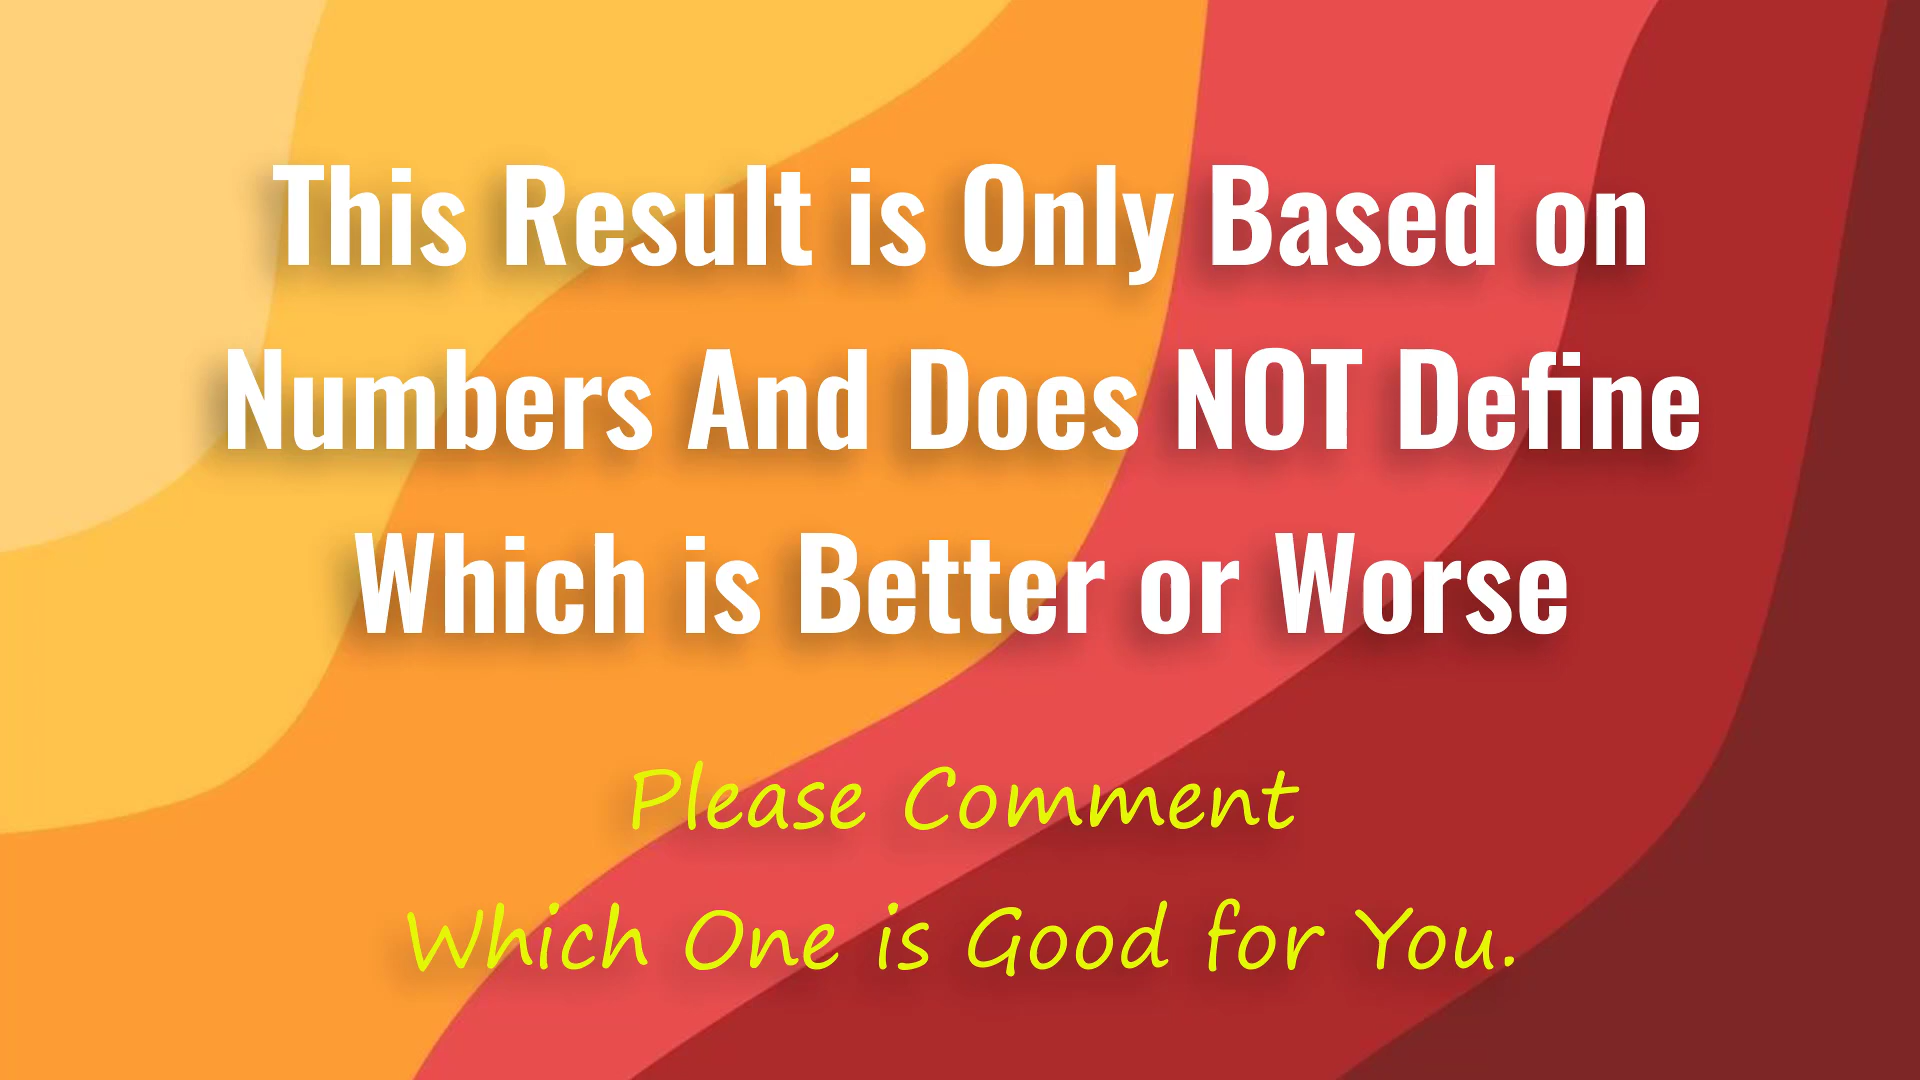 This Result is Only Based on
Numbers And Does NOT Define
Which is Better or Worse
Please Comment
Which One is Good for You.